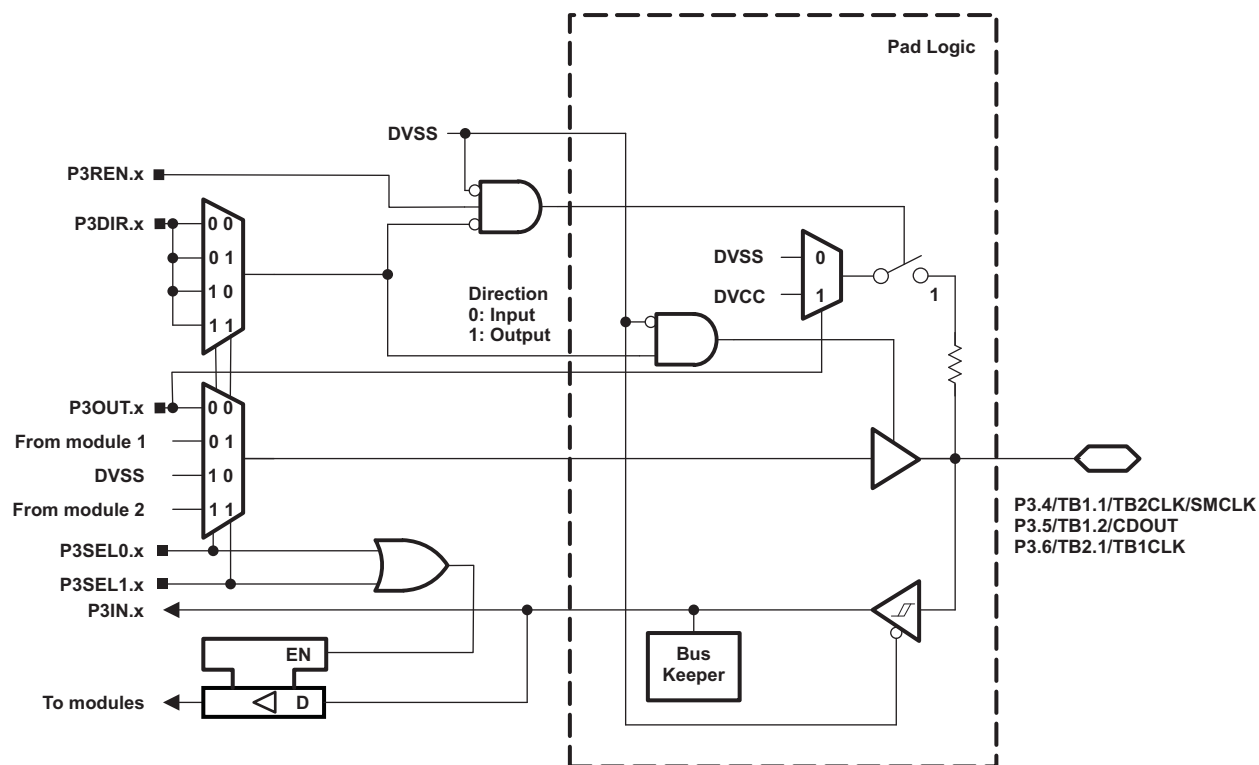 Pad Logic
DVSS
P3REN.x
P3DIR.x
0 0
0 1
1 0
1 1
Direction
0: Input
1: Output
DVSS
0
DVCC
1
1
P3OUT.x
0 0
From module 1
0 1
DVSS
1 0
From module 2
1 1
P3.4/TB1.1/TB2CLK/SMCLK
P3.5/TB1.2/CDOUT
P3.6/TB2.1/TB1CLK
P3SEL0.x
P3SEL1.x
P3IN.x
EN
Bus
Keeper
To modules
D